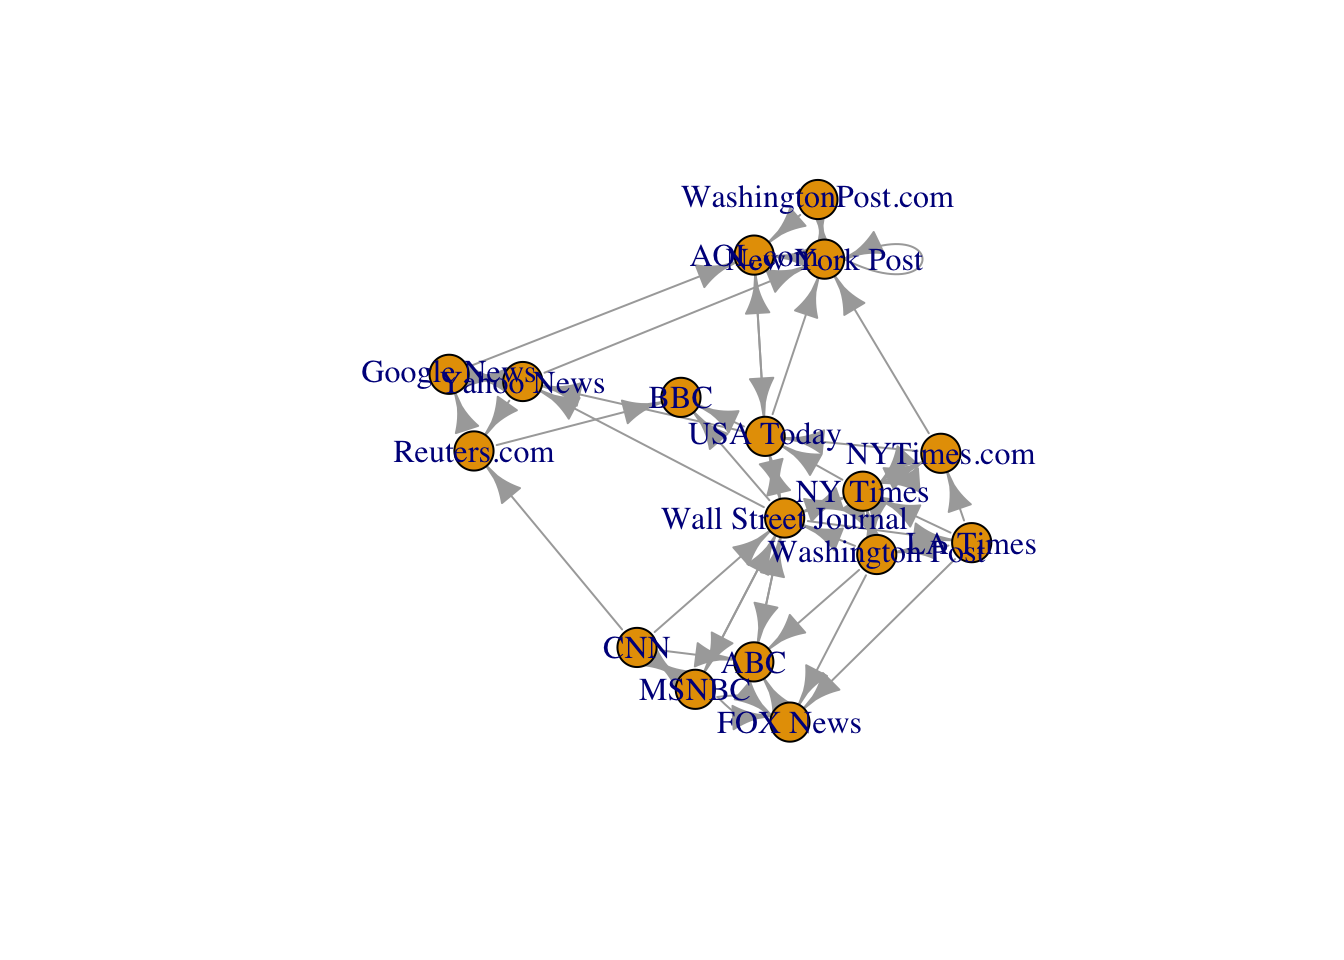 WashingtonPost.com
AOL.com
New York Post
Google News
Yahoo News
BBC
USA Today
Reuters.com
NYTimes.com
NY Times
Wall Street Journal
Washington Post
LA Times
CNN
ABC
MSNBC
FOX News